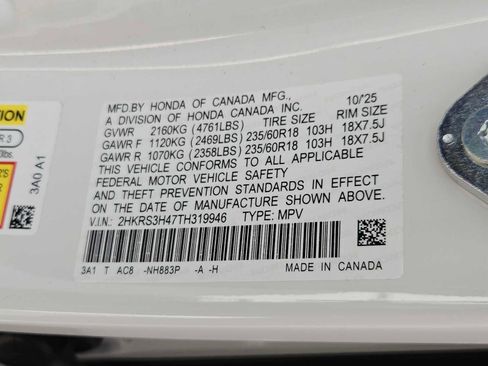 MFD.BY HONDA OF CANADA MFG., 10/25
A DIVISION OF HONDA CANADA INC.
GVWR 2160KG (4761LBS) TIRE SIZE RIM SIZE
GAWR F 1120KG (2469LBS) 235/60R18 103H 18X7.5J
GAWR R 1070KG (2358LBS) 235/60R18 103H 18X7.5J
THIS VEHICLE CONFORMS TO ALL APPLICABLE
FEDERAL MOTOR VEHICLE SAFETY
AND THEFT PREVENTION STANDARDS IN EFFECT
ON THE DATE OF MANUFACTURE SHOWN ABOVE.
V.I.N.: 2HKRS3H47TH319946 TYPE: MPV
3A1 T AC8 -NH883P -A -H MADE IN CANADA
TION
R 3
lbs.
3A0 A1